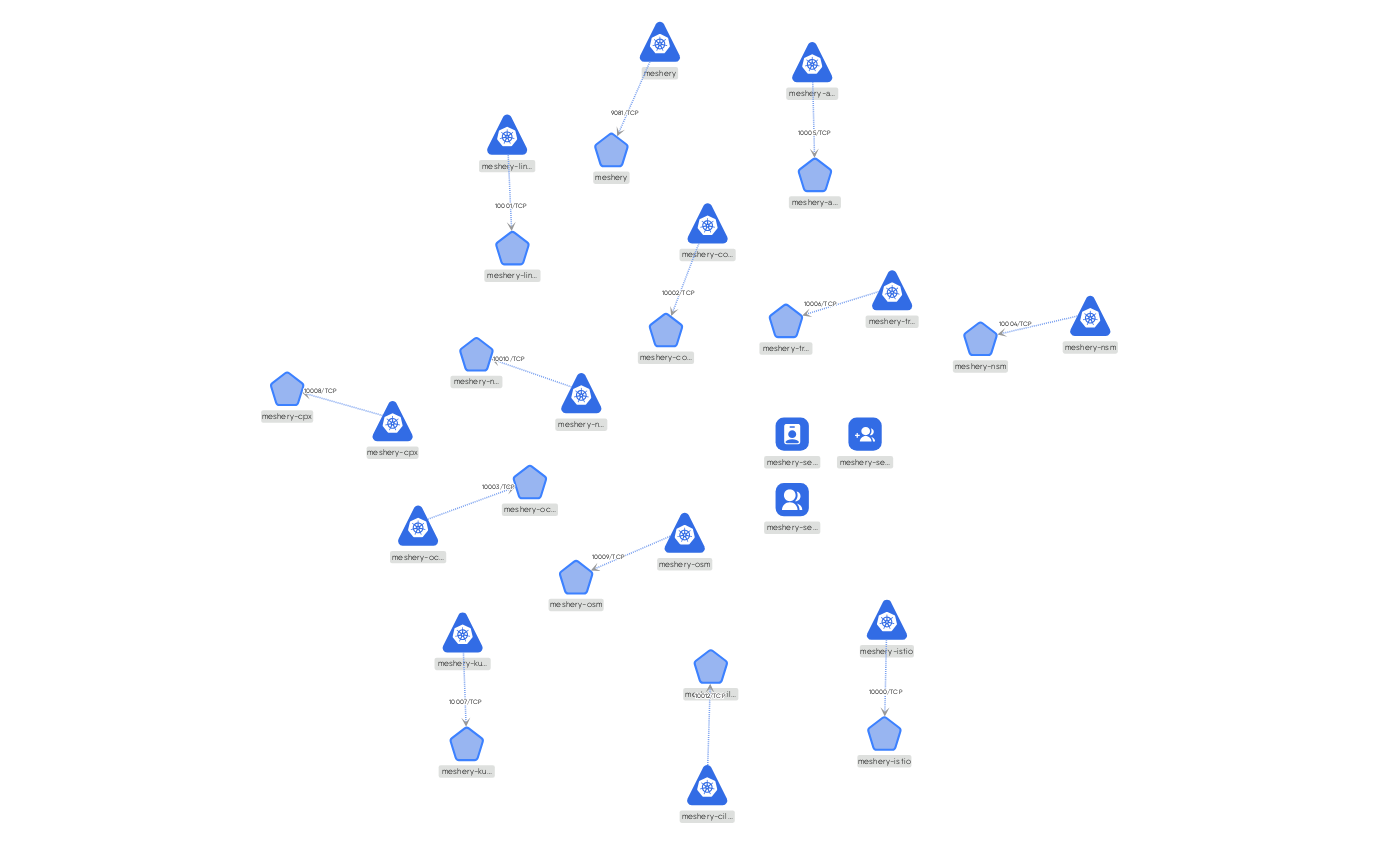 meshery
meshery-a...
9081/TCP
10005/TCP
meshery-lin...
meshery
meshery-a...
10001/TCP
meshery-co...
meshery-lin...
10002/TCP
10006/TCP
meshery-tr...
10004/TCP
meshery-nsm
meshery-tr...
meshery-co...
meshery-nsm
10010/TCP
meshery-n...
10008/TCP
meshery-cpx
meshery-n...
meshery-cpx
meshery-se...
meshery-se...
10003/TCP
meshery-oc...
meshery-se...
meshery-oc...
10009/TCP
meshery-osm
meshery-osm
meshery-ku...
meshery-istio
10007/TCP
10012/TCP
10000/TCP
meshery-ku...
meshery-istio
meshery-cil...